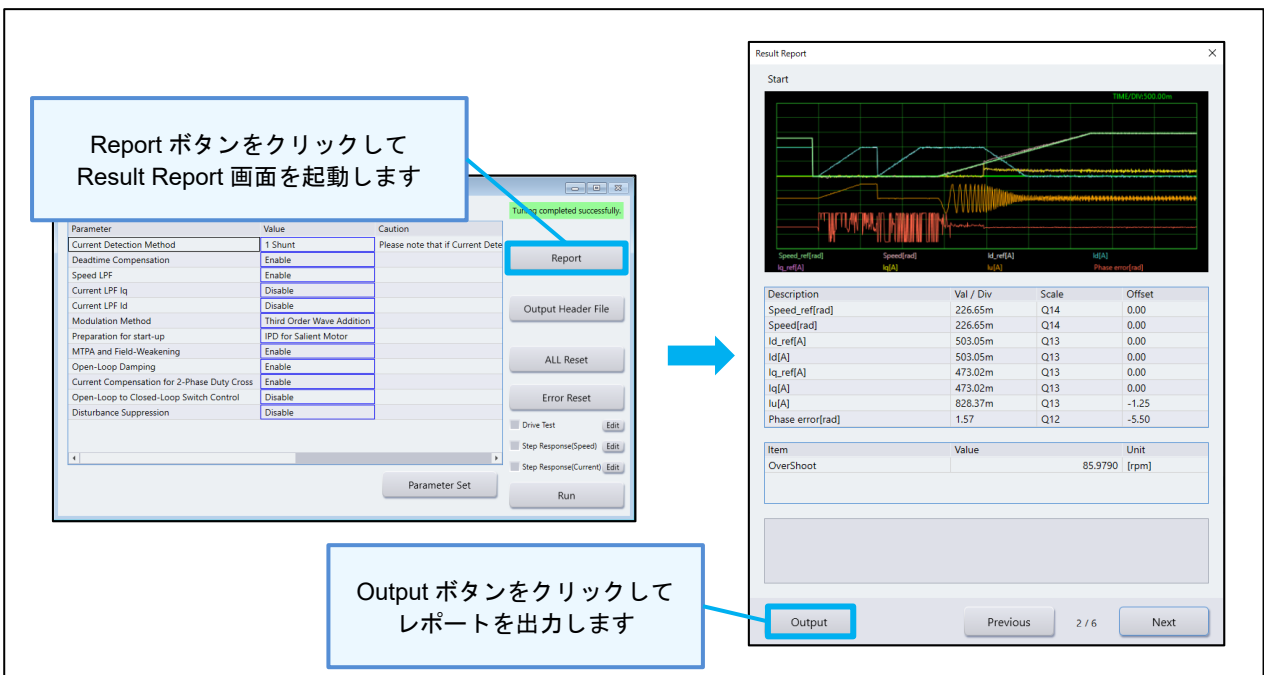 Report ボタンをクリックして
Result Report 画面を起動します
Tuning completed successfully.
Parameter Value Caution
Current Detection Method 1 Shunt Please note that if Current Dete
Deadtime Compensation Enable
Speed LPF Enable
Current LPF Iq Disable
Current LPF Id Disable
Modulation Method Third Order Wave Addition
Preparation for start-up IPD for Salient Motor
MTPA and Field-Weakening Enable
Open-Loop Damping Enable
Current Compensation for 2-Phase Duty Cross Enable
Open-Loop to Closed-Loop Switch Control Disable
Disturbance Suppression Disable
Parameter Set
Report
Output Header File
ALL Reset
Error Reset
Drive Test Edit
Step Response(Speed) Edit
Step Response(Current) Edit
Run
Result Report
Start
TIME/DIV:500.00m
Speed_ref[rad] Speed[rad] Id_ref[A] Id[A]
Iq_ref[A] Iq[A] Iu[A] Phase error[rad]
Description Val / Div Scale Offset
Speed_ref[rad] 226.65m Q14 0.00
Speed[rad] 226.65m Q14 0.00
Id_ref[A] 503.05m Q13 0.00
Id[A] 503.05m Q13 0.00
Iq_ref[A] 473.02m Q13 0.00
Iq[A] 473.02m Q13 0.00
Iu[A] 828.37m Q13 -1.25
Phase error[rad] 1.57 Q12 -5.50
Item Value Unit
OverShoot 85.9790 [rpm]
Output Previous 2 / 6 Next
Output ボタンをクリックして
レポートを出力します